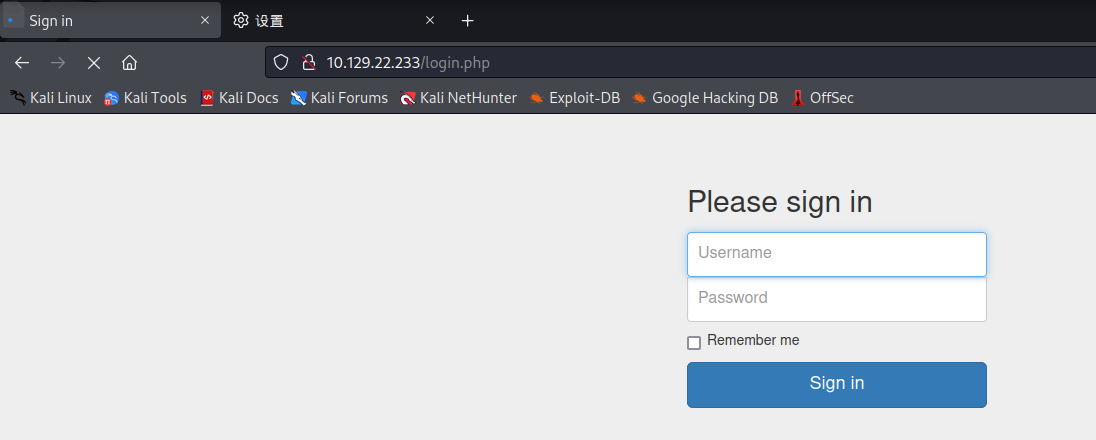 Sign in
设置
10.129.22.233/login.php
Kali Linux Kali Tools Kali Docs Kali Forums Kali NetHunter Exploit-DB Google Hacking DB OffSec
Please sign in
Username
Password
Remember me
Sign in